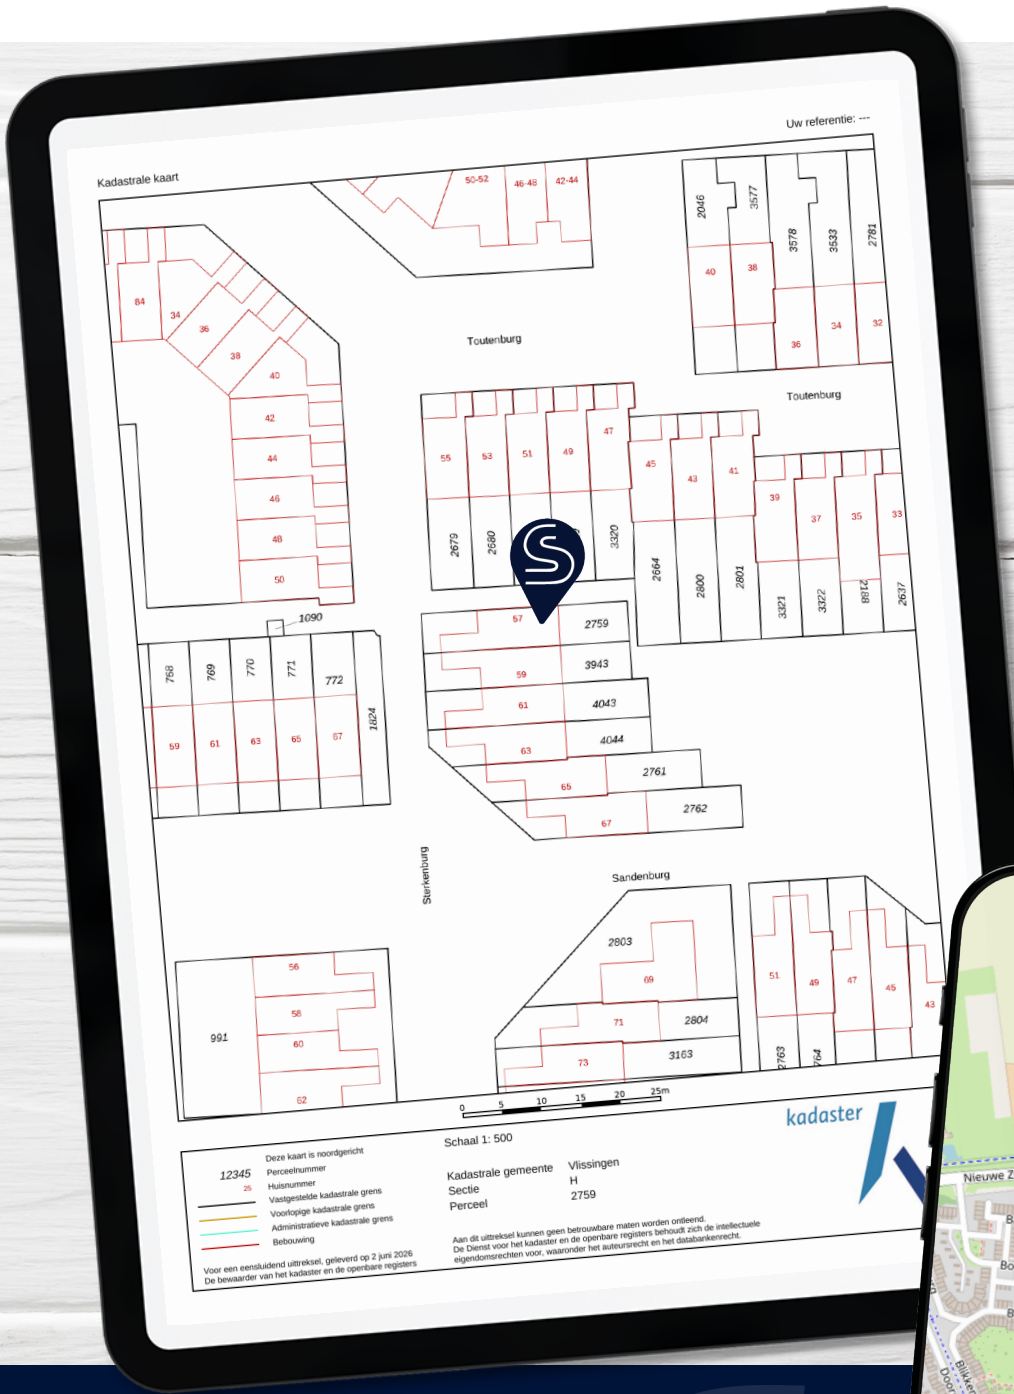 Uw referentie: ---
Kadastrale kaart
50-52
46-48
42-44
2046
3577
3578
3533
2781
84
34
36
38
40
42
44
46
48
50
40
38
36
34
32
Toutenburg
Toutenburg
55
53
51
49
47
45
43
41
39
37
35
33
2679
2680
3320
2664
2800
2801
3321
3322
2188
2637
1090
57
2759
59
3943
61
4043
63
4044
65
2761
67
2762
768
769
770
771
772
1824
59
61
63
65
67
Sterkenburg
Sandenburg
2803
69
71
2804
73
3163
51
49
47
45
43
2763
764
991
56
58
60
62
0 5 10 15 20 25m
Schaal 1: 500
kadaster
Deze kaart is noordgericht
12345 Perceelnummer
25 Huisnummer
Vastgestelde kadastrale grens
Voorlopige kadastrale grens
Administratieve kadastrale grens
Bebouwing
Kadastrale gemeente Vlissingen
Sectie H
Perceel 2759
Voor een eensluidend uittreksel, geleverd op 2 juni 2026
De bewaarder van het kadaster en de openbare registers
Aan dit uittreksel kunnen geen betrouwbare maten worden ontleend.
De Dienst voor het kadaster en de openbare registers behoudt zich de intellectuele
eigendomsrechten voor, waaronder het auteursrecht en het databankenrecht.
Nieuwe Z
B
Bo
B
Blikken
Doo